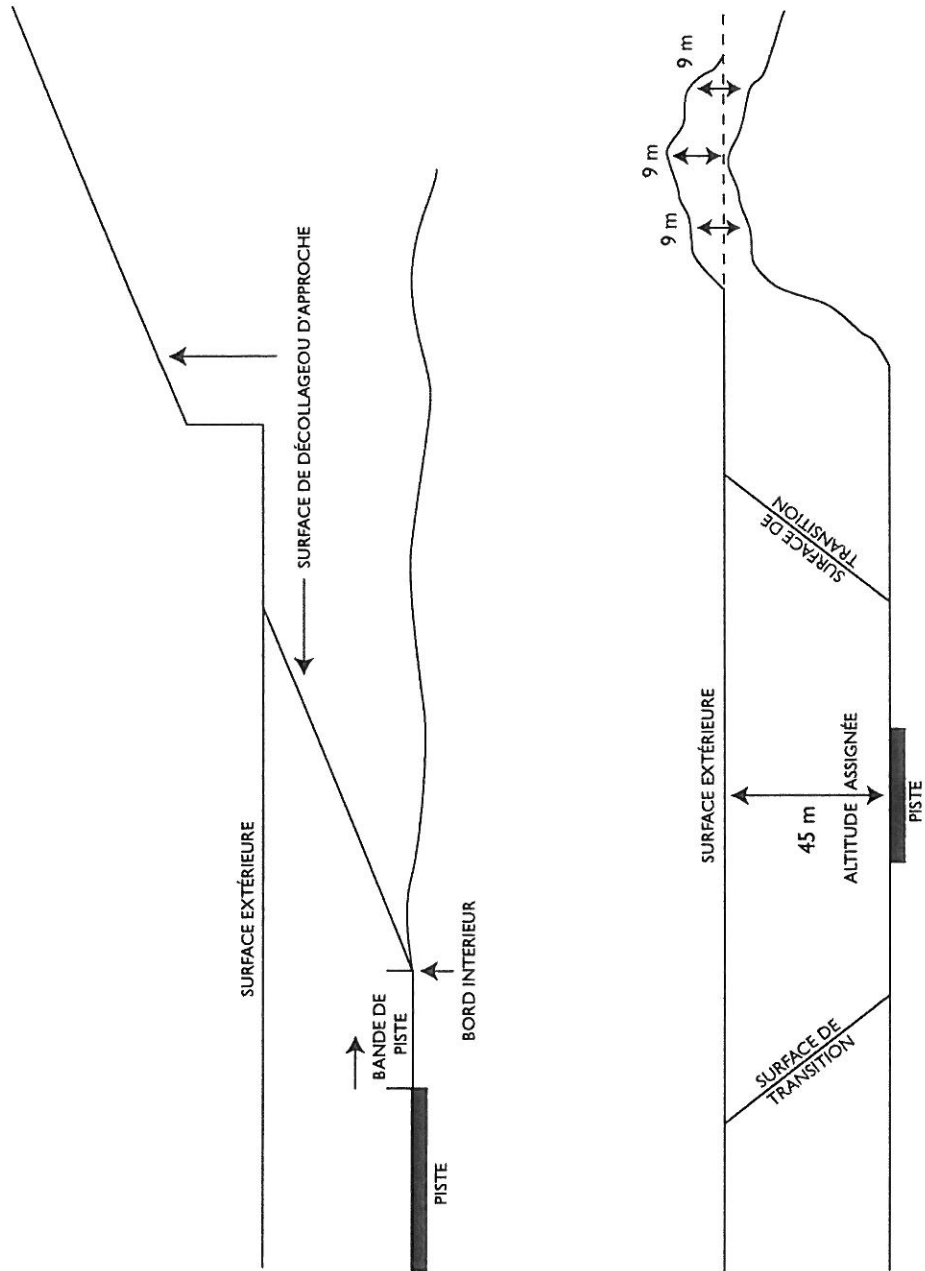 SURFACE EXTÉRIEURE
SURFACE DE DÉCOLLAGEOU D'APPROCHE
BANDE DE
PISTE
BORD INTERIEUR
PISTE
9 m
9 m
9 m
SURFACE EXTÉRIEURE
SURFACE DE
TRANSITION
45 m
ALTITUDE ASSIGNÉE
SURFACE DE
TRANSITION
PISTE